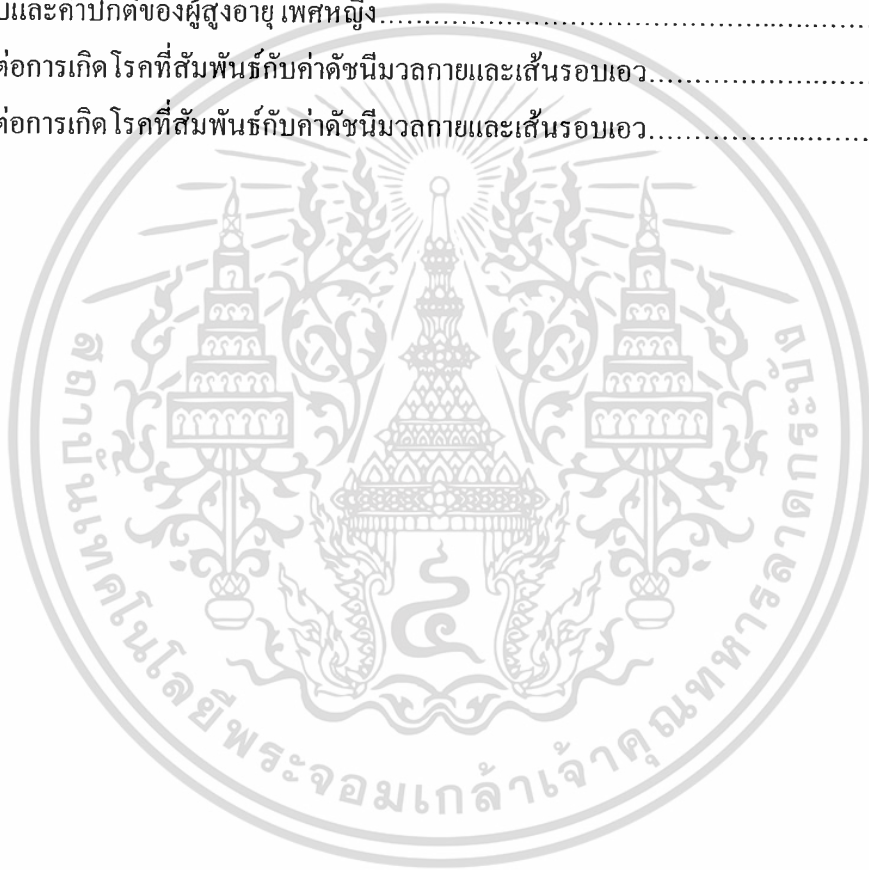 และค่าปกติของผู้สูงอายุ เพศหญิง
ต่อการเกิดโรคที่สัมพันธ์กับค่าดัชนีมวลกายและเส้นรอบเอว
ต่อการเกิดโรคที่สัมพันธ์กับค่าดัชนีมวลกายและเส้นรอบเอว
๔
สถาบันเทคโนโลยีพระจอมเกล้าเจ้าคุณทหารลาดกระบัง